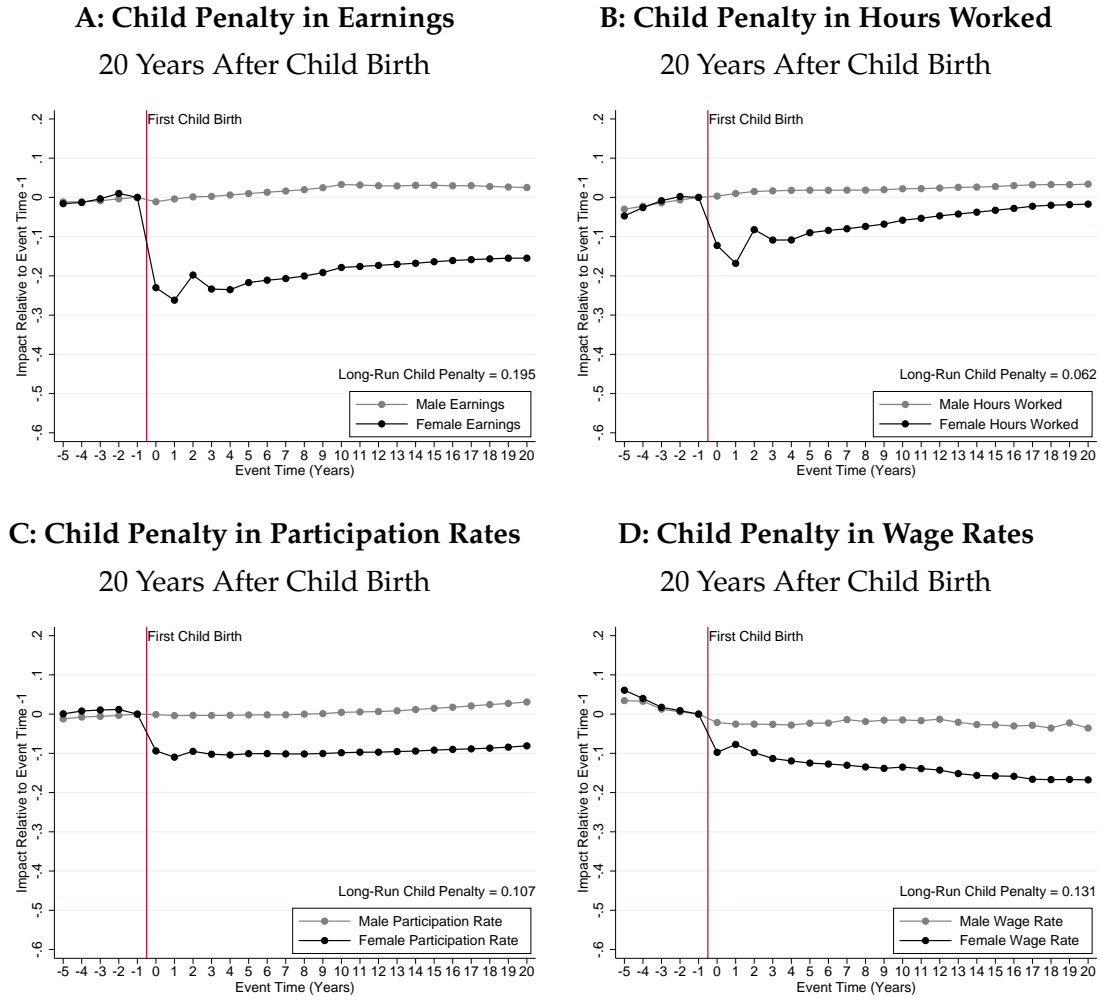 A: Child Penalty in Earnings
20 Years After Child Birth
.2
.1
0
-.1
-.2
-.3
-.4
-.5
-.6
Impact Relative to Event Time -1
First Child Birth
Long-Run Child Penalty = 0.195
Male Earnings
Female Earnings
-5 -4 -3 -2 -1 0 1 2 3 4 5 6 7 8 9 10 11 12 13 14 15 16 17 18 19 20
Event Time (Years)
B: Child Penalty in Hours Worked
20 Years After Child Birth
.2
.1
0
-.1
-.2
-.3
-.4
-.5
-.6
Impact Relative to Event Time -1
First Child Birth
Long-Run Child Penalty = 0.062
Male Hours Worked
Female Hours Worked
-5 -4 -3 -2 -1 0 1 2 3 4 5 6 7 8 9 10 11 12 13 14 15 16 17 18 19 20
Event Time (Years)
C: Child Penalty in Participation Rates
20 Years After Child Birth
.2
.1
0
-.1
-.2
-.3
-.4
-.5
-.6
Impact Relative to Event Time -1
First Child Birth
Long-Run Child Penalty = 0.107
Male Participation Rate
Female Participation Rate
-5 -4 -3 -2 -1 0 1 2 3 4 5 6 7 8 9 10 11 12 13 14 15 16 17 18 19 20
Event Time (Years)
D: Child Penalty in Wage Rates
20 Years After Child Birth
.2
.1
0
-.1
-.2
-.3
-.4
-.5
-.6
Impact Relative to Event Time -1
First Child Birth
Long-Run Child Penalty = 0.131
Male Wage Rate
Female Wage Rate
-5 -4 -3 -2 -1 0 1 2 3 4 5 6 7 8 9 10 11 12 13 14 15 16 17 18 19 20
Event Time (Years)